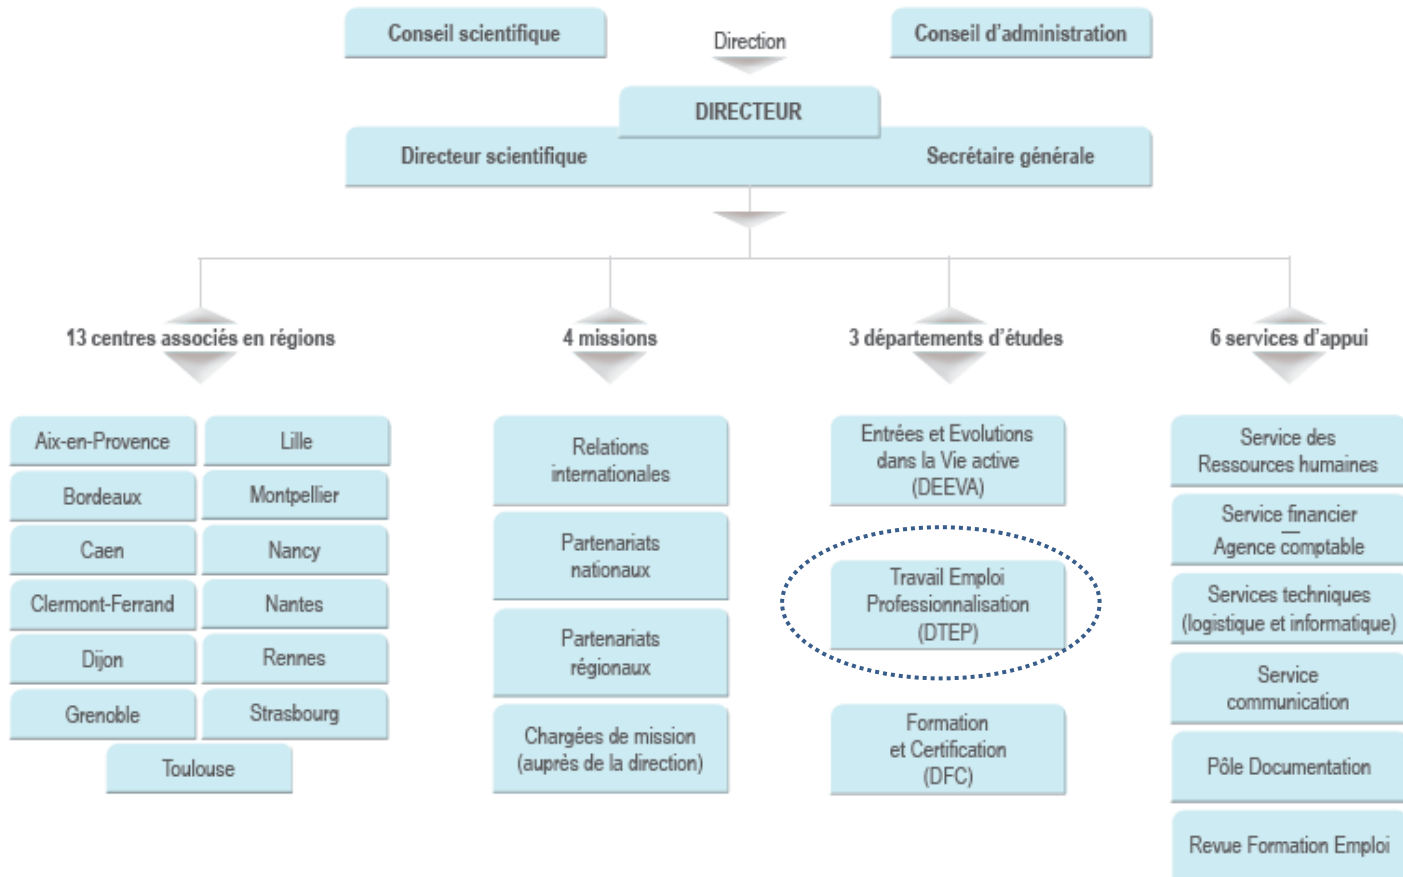 Conseil scientifique
Direction
Conseil d'administration
DIRECTEUR
Directeur scientifique
Secrétaire générale
13 centres associés en régions
4 missions
3 départements d'études
6 services d'appui
Aix-en-Provence
Lille
Bordeaux
Montpellier
Caen
Nancy
Clermont-Ferrand
Nantes
Dijon
Rennes
Grenoble
Strasbourg
Toulouse
Relations
internationales
Partenariats
nationaux
Partenariats
régionaux
Chargées de mission
(auprès de la direction)
Entrées et Evolutions
dans la Vie active
(DEEVA)
Travail Emploi
Professionnalisation
(DTEP)
Formation
et Certification
(DFC)
Service des
Ressources humaines
Service financier
—
Agence comptable
Services techniques
(logistique et informatique)
Service
communication
Pôle Documentation
Revue Formation Emploi